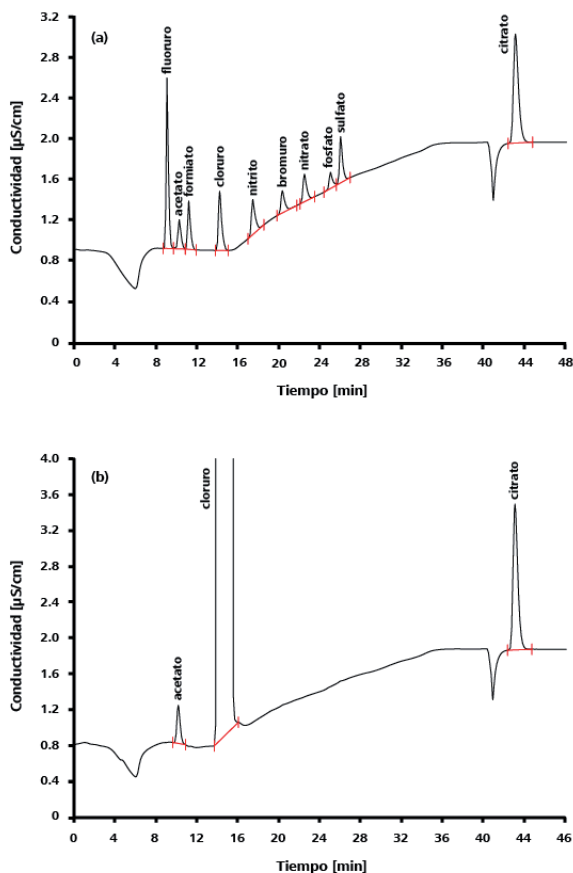 (a)
Conductividad [µS/cm]
3.2
2.8
2.4
2.0
1.6
1.2
0.8
0.4
0
fluoruro
acetato
formiato
cloruro
nitrito
bromuro
nitrato
fosfato
sulfato
citrato
0 4 8 12 16 20 24 28 32 36 40 44 48
Tiempo [min]
(b)
Conductividad [µS/cm]
4.0
3.6
3.2
2.8
2.4
2.0
1.6
1.2
0.8
0.4
0
acetato
cloruro
citrato
0 4 8 12 16 20 24 28 32 36 40 44 46
Tiempo [min]